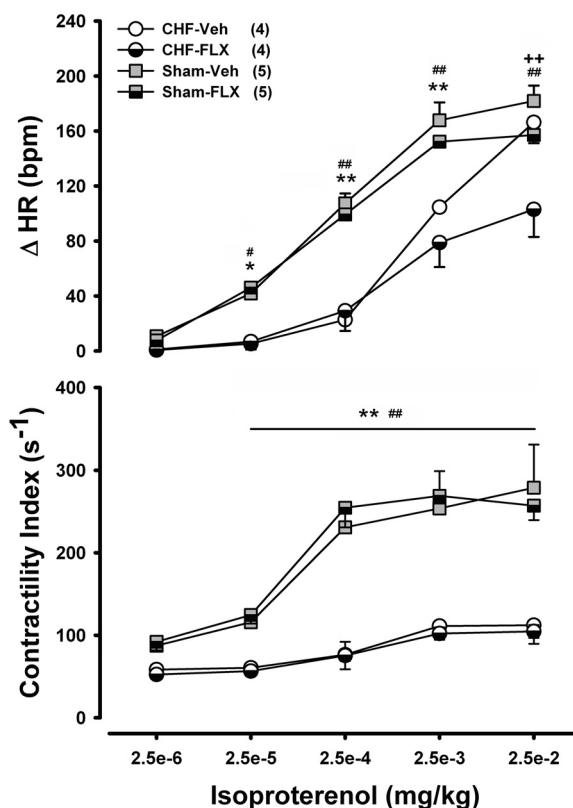 CHF-Veh (4)
CHF-FLX (4)
Sham-Veh (5)
Sham-FLX (5)
240
200
160
120
80
40
0
Δ HR (bpm)
#
*
##
**
##
**
++
##
400
300
200
100
0
Contractility Index (s⁻¹)
** ##
2.5e-6 2.5e-5 2.5e-4 2.5e-3 2.5e-2
Isoproterenol (mg/kg)